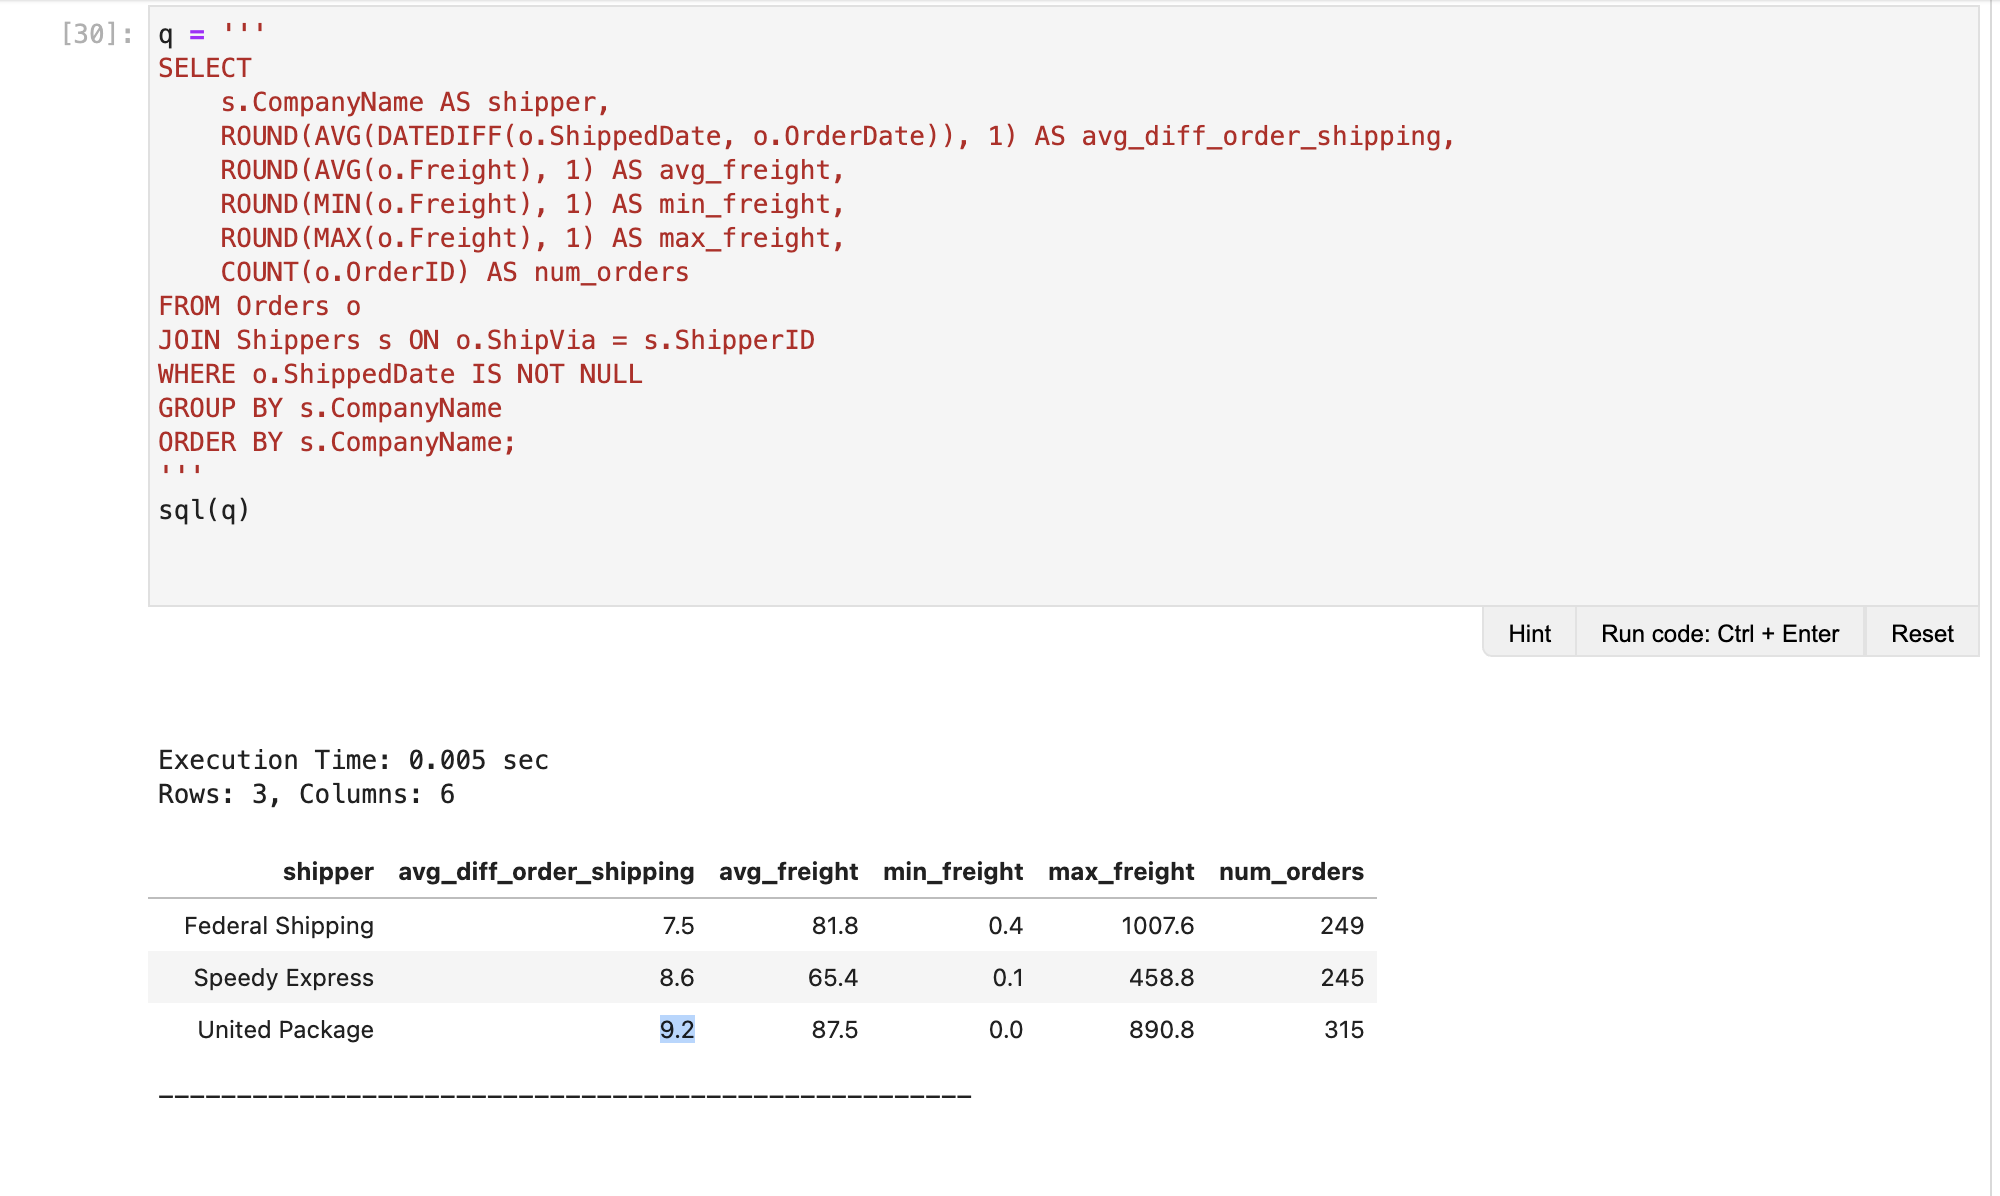 [30]: q = '''
SELECT
    s.CompanyName AS shipper,
    ROUND(AVG(DATEDIFF(o.ShippedDate, o.OrderDate)), 1) AS avg_diff_order_shipping,
    ROUND(AVG(o.Freight), 1) AS avg_freight,
    ROUND(MIN(o.Freight), 1) AS min_freight,
    ROUND(MAX(o.Freight), 1) AS max_freight,
    COUNT(o.OrderID) AS num_orders
FROM Orders o
JOIN Shippers s ON o.ShipVia = s.ShipperID
WHERE o.ShippedDate IS NOT NULL
GROUP BY s.CompanyName
ORDER BY s.CompanyName;
'''
sql(q)
Hint Run code: Ctrl + Enter Reset
Execution Time: 0.005 sec
Rows: 3, Columns: 6
shipper avg_diff_order_shipping avg_freight min_freight max_freight num_orders
Federal Shipping 7.5 81.8 0.4 1007.6 249
Speedy Express 8.6 65.4 0.1 458.8 245
United Package 9.2 87.5 0.0 890.8 315
----------------------------------------------------